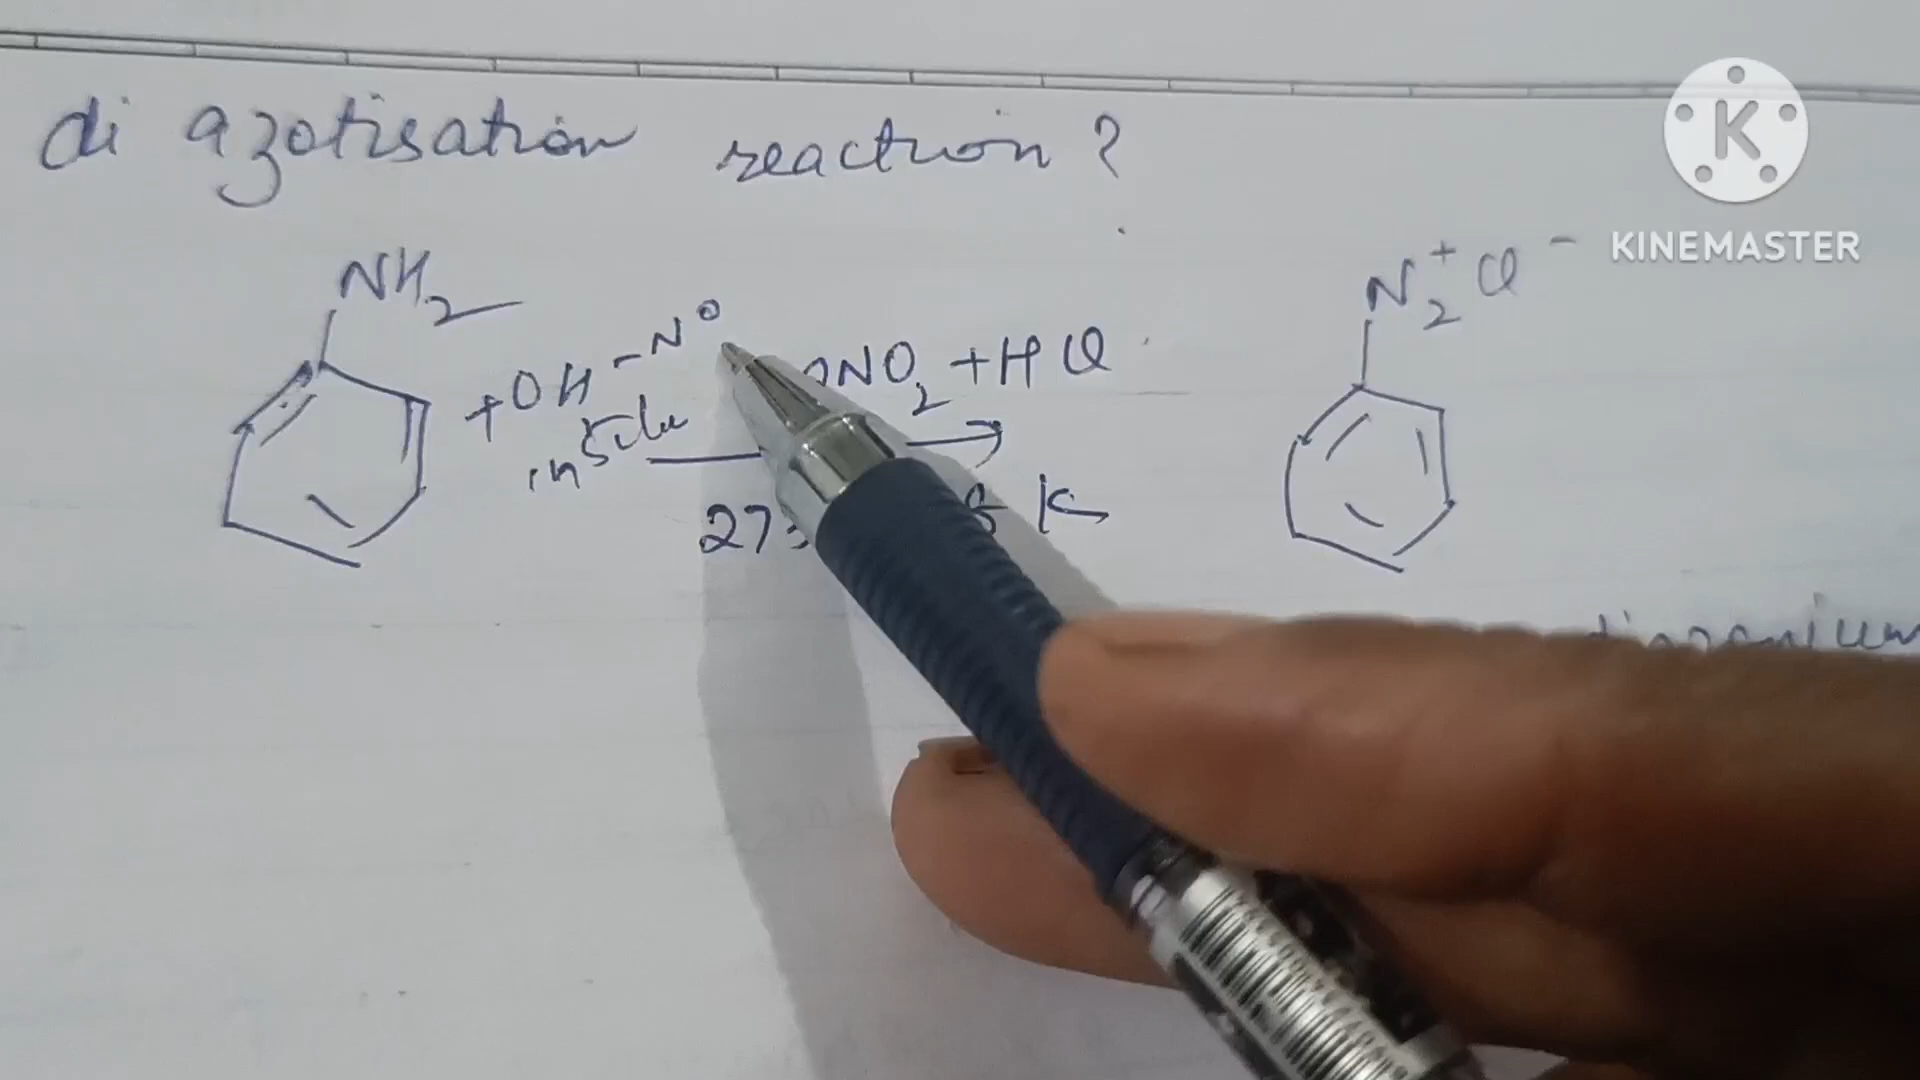 di azotisation reaction?
NH2
N2+ Cl-
KINEMASTER
+OH-NO
NO2 + HCl
insitu
K